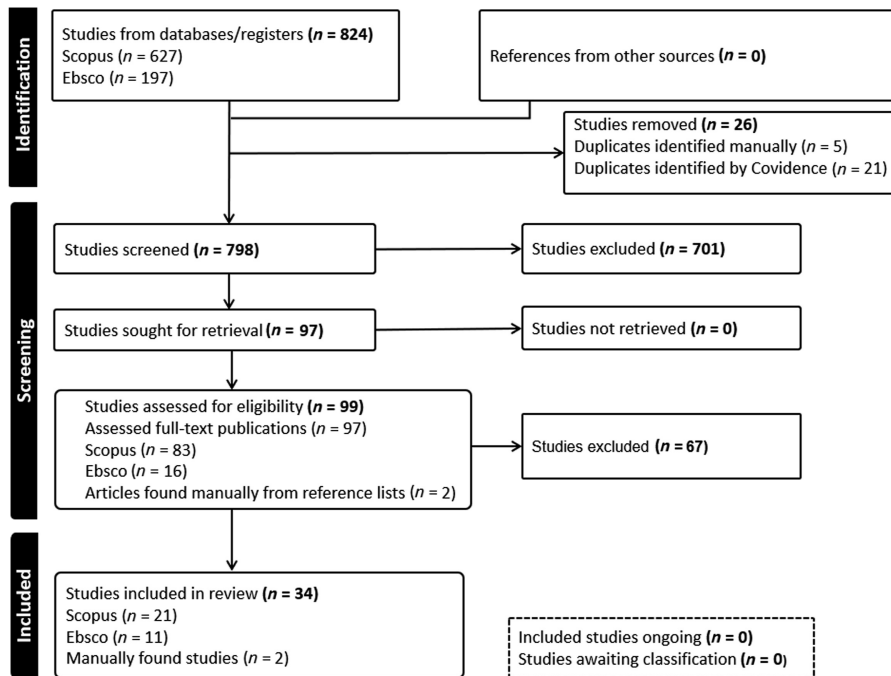 Identification
Studies from databases/registers (n = 824)
Scopus (n = 627)
Ebsco (n = 197)
References from other sources (n = 0)
Studies removed (n = 26)
Duplicates identified manually (n = 5)
Duplicates identified by Covidence (n = 21)
Screening
Studies screened (n = 798)
Studies excluded (n = 701)
Studies sought for retrieval (n = 97)
Studies not retrieved (n = 0)
Studies assessed for eligibility (n = 99)
Assessed full-text publications (n = 97)
Scopus (n = 83)
Ebsco (n = 16)
Articles found manually from reference lists (n = 2)
Studies excluded (n = 67)
Included
Studies included in review (n = 34)
Scopus (n = 21)
Ebsco (n = 11)
Manually found studies (n = 2)
Included studies ongoing (n = 0)
Studies awaiting classification (n = 0)